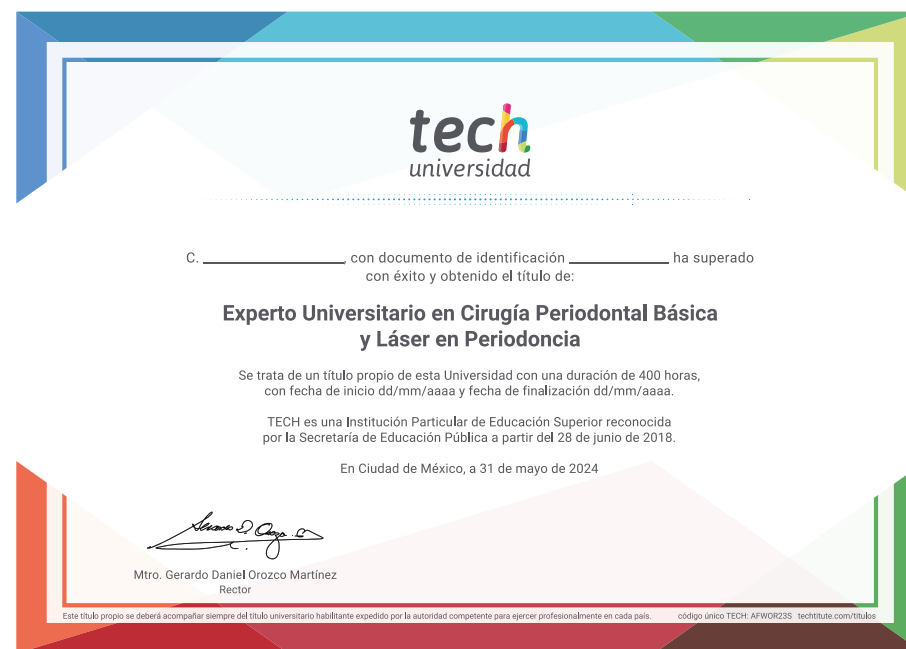 tech
universidad
C. ____________, con documento de identificación ____________ ha superado
con éxito y obtenido el título de:
Experto Universitario en Cirugía Periodontal Básica
y Láser en Periodoncia
Se trata de un título propio de esta Universidad con una duración de 400 horas,
con fecha de inicio dd/mm/aaaa y fecha de finalización dd/mm/aaaa.
TECH es una Institución Particular de Educación Superior reconocida
por la Secretaría de Educación Pública a partir del 28 de junio de 2018.
En Ciudad de México, a 31 de mayo de 2024
Mtro. Gerardo Daniel Orozco Martínez
Rector
Este título propio se deberá acompañar siempre del título universitario habilitante expedido por la autoridad competente para ejercer profesionalmente en cada país. código único TECH: AFWOR23S techtitute.com/titulos